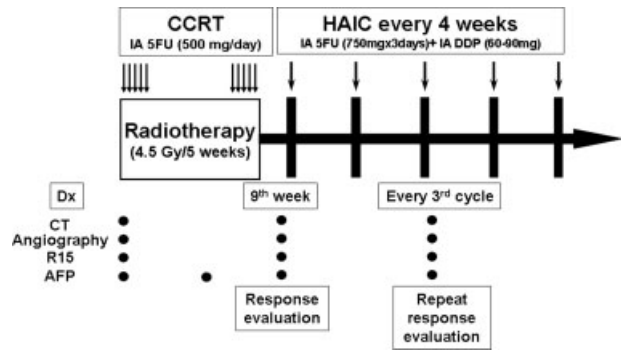 CCRT
IA 5FU (500 mg/day)
HAIC every 4 weeks
IA 5FU (750mgx3days)+ IA DDP (60-90mg)
Radiotherapy
(4.5 Gy/5 weeks)
Dx
9th week
Every 3rd cycle
CT
Angiography
R15
AFP
Response
evaluation
Repeat
response
evaluation